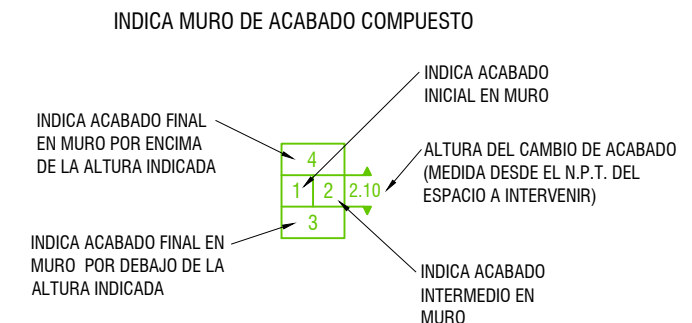 INDICA MURO DE ACABADO COMPUESTO
INDICA ACABADO
INICIAL EN MURO
INDICA ACABADO FINAL
EN MURO POR ENCIMA
DE LA ALTURA INDICADA
4
ALTURA DEL CAMBIO DE ACABADO
(MEDIDA DESDE EL N.P.T. DEL
ESPACIO A INTERVENIR)
1 2 2.10
3
INDICA ACABADO FINAL EN
MURO POR DEBAJO DE LA
ALTURA INDICADA
INDICA ACABADO
INTERMEDIO EN
MURO